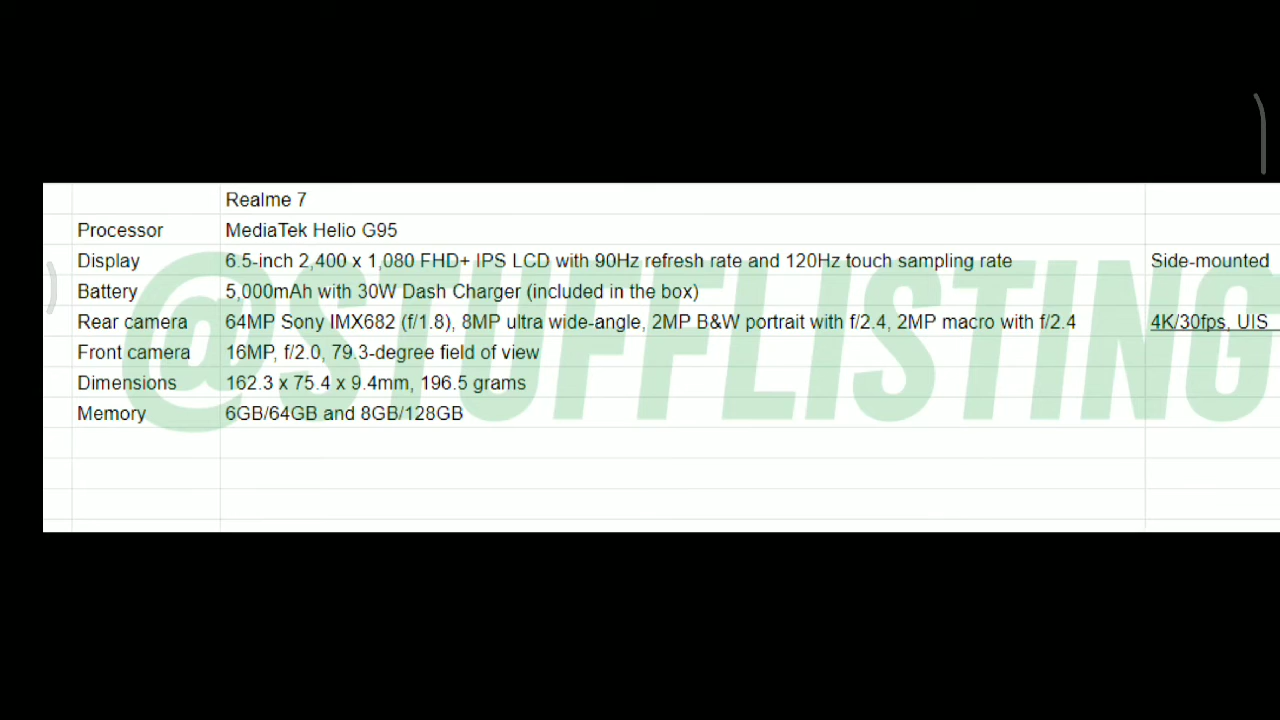 Realme 7
Processor MediaTek Helio G95
Display 6.5-inch 2,400 x 1,080 FHD+ IPS LCD with 90Hz refresh rate and 120Hz touch sampling rate Side-mounted
Battery 5,000mAh with 30W Dash Charger (included in the box)
Rear camera 64MP Sony IMX682 (f/1.8), 8MP ultra wide-angle, 2MP B&W portrait with f/2.4, 2MP macro with f/2.4 4K/30fps, UIS
Front camera 16MP, f/2.0, 79.3-degree field of view
Dimensions 162.3 x 75.4 x 9.4mm, 196.5 grams
Memory 6GB/64GB and 8GB/128GB
@STUFFLISTING